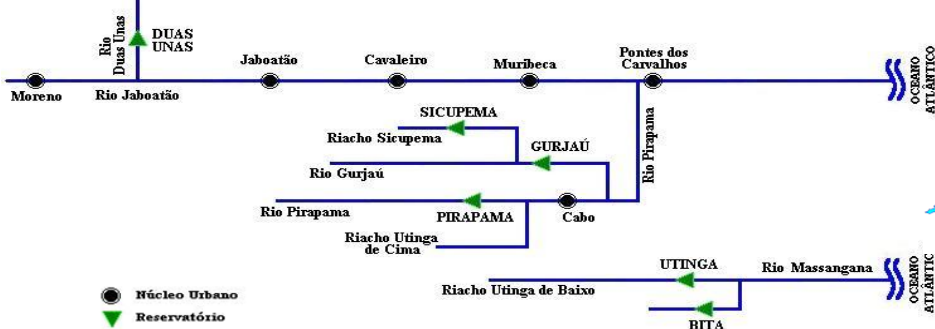 Rio
Duas Unas
DUAS
UNAS
Jaboatão
Cavaleiro
Muribeca
Pontes dos
Carvalhos
OCEANO
ATLÂNTICO
Moreno
Rio Jaboatão
SICUPEMA
Riacho Sicupema
GURJAÚ
Rio Gurjaú
Rio Pirapama
Rio Pirapama
PIRAPAMA
Cabo
Riacho Utinga
de Cima
UTINGA
Rio Massangana
OCEANO
ATLÂNTIC
Riacho Utinga de Baixo
BITA
Núcleo Urbano
Reservatório